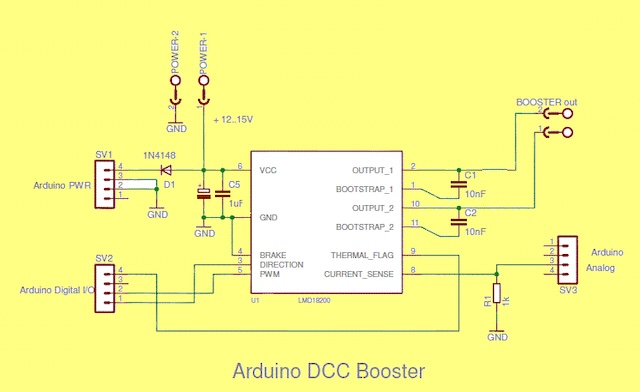 POWER-2
POWER-1
2
1
GND
+ 12..15V
BOOSTER out
2
1
SV1
1N4148
4
3
2
1
D1
Arduino PWR
GND
C5
1uF
GND
6
VCC
GND
4
BRAKE
3
DIRECTION
5
PWM
OUTPUT_1
2
BOOTSTRAP_1
1
OUTPUT_2
10
BOOTSTRAP_2
11
THERMAL_FLAG
9
CURRENT_SENSE
8
C1
10nF
C2
10nF
U1
LMD18200
SV2
4
3
2
1
Arduino Digital I/O
1
2
3
4
Arduino
Analog
SV3
R1
1k
GND
Arduino DCC Booster